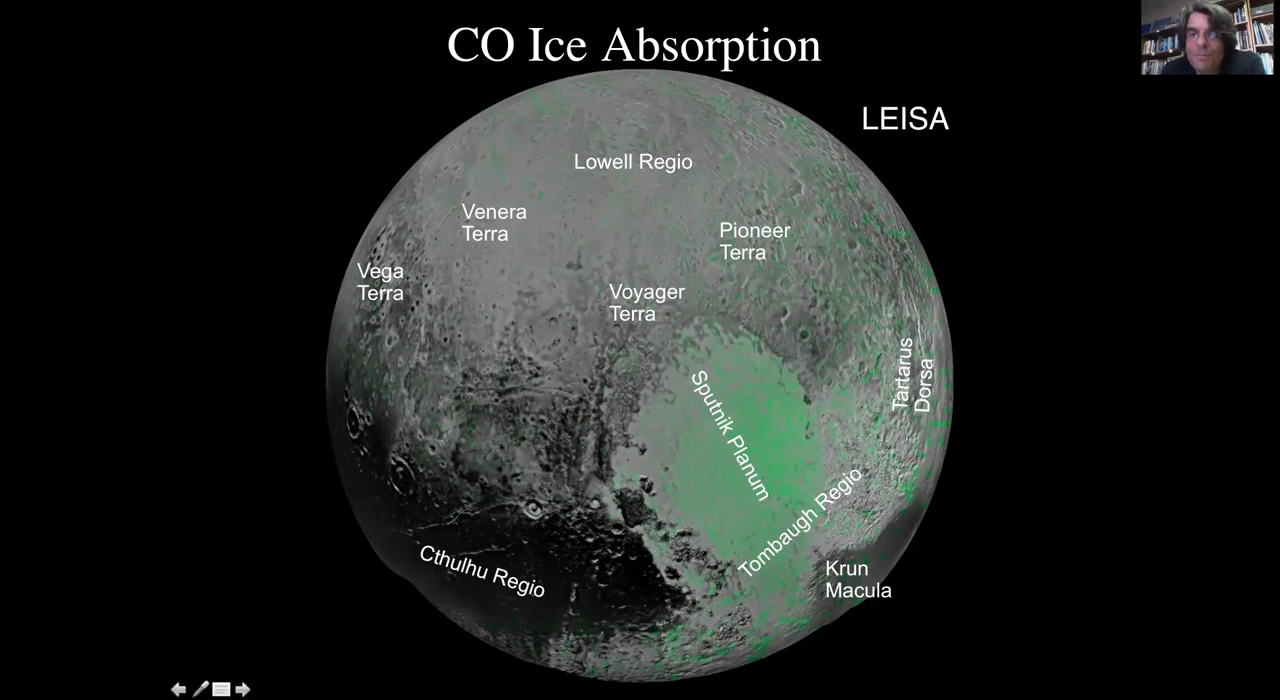 CO Ice Absorption
LEISA
Lowell Regio
Venera
Terra
Pioneer
Terra
Vega
Terra
Voyager
Terra
Tartarus
Dorsa
Sputnik Planum
Tombaugh Regio
Cthulhu Regio
Krun
Macula